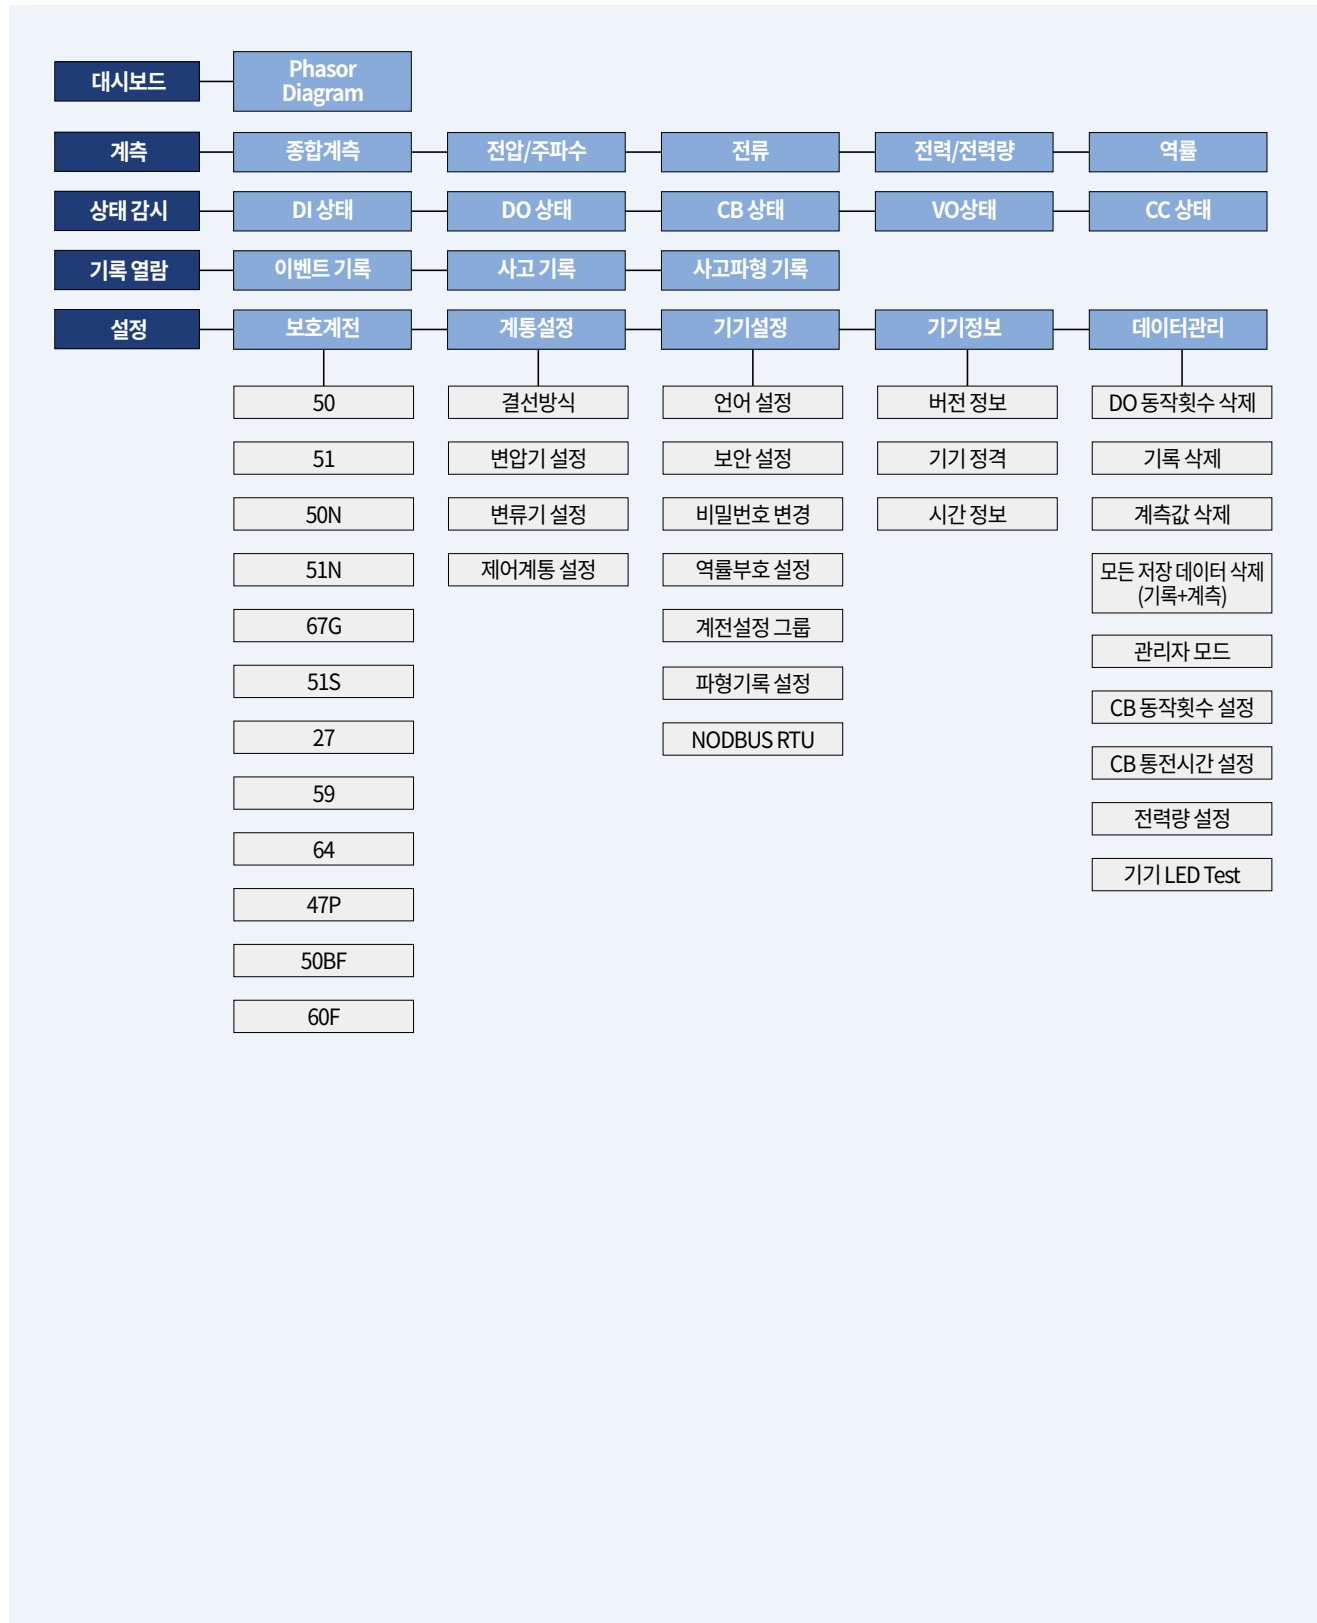 대시보드
Phasor
Diagram
계측
종합계측
전압/주파수
전류
전력/전력량
역률
상태 감시
DI 상태
DO 상태
CB 상태
VO상태
CC 상태
기록 열람
이벤트 기록
사고 기록
사고파형 기록
설정
보호계전
계통설정
기기설정
기기정보
데이터관리
50
51
50N
51N
67G
51S
27
59
64
47P
50BF
60F
결선방식
변압기 설정
변류기 설정
제어계통 설정
언어 설정
보안 설정
비밀번호 변경
역률부호 설정
계전설정 그룹
파형기록 설정
NODBUS RTU
버전 정보
기기 정격
시간 정보
DO 동작횟수 삭제
기록 삭제
계측값 삭제
모든 저장 데이터 삭제
(기록+계측)
관리자 모드
CB 동작횟수 설정
CB 통전시간 설정
전력량 설정
기기 LED Test